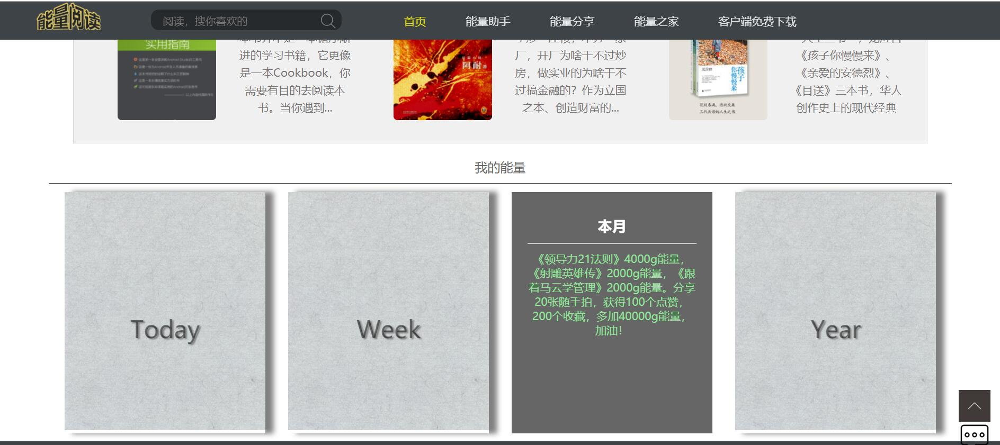 能量阅读
阅读，搜你喜欢的
首页
能量助手
能量分享
能量之家
客户端免费下载
实用指南
进的学习书籍，它更像
是一本Cookbook，你
需要有目的去阅读本
书。当你遇到...
阿耐 著
厂，开厂为啥干不过炒
房，做实业的为啥干不
过搞金融的？作为立国
之本、创造财富的...
孩子
你慢慢来
《孩子你慢慢来》、
《亲爱的安德烈》、
《目送》三本书，华人
创作史上的现代经典
我的能量
Today
Week
本月
《领导力21法则》4000g能量，
《射雕英雄传》2000g能量，《跟
着马云学管理》2000g能量。分享
20张随手拍，获得100个点赞，
200个收藏，多加40000g能量，
加油！
Year